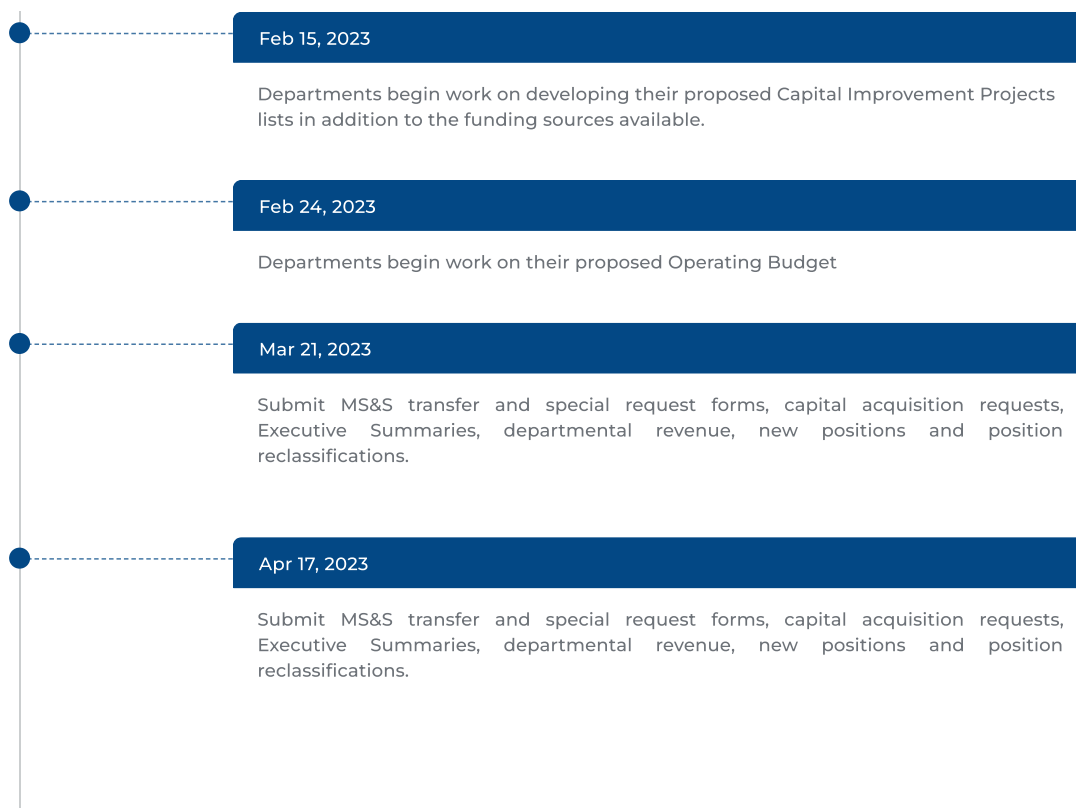 Feb 15, 2023
Departments begin work on developing their proposed Capital Improvement Projects
lists in addition to the funding sources available.
Feb 24, 2023
Departments begin work on their proposed Operating Budget
Mar 21, 2023
Submit MS&S transfer and special request forms, capital acquisition requests,
Executive Summaries, departmental revenue, new positions and position
reclassifications.
Apr 17, 2023
Submit MS&S transfer and special request forms, capital acquisition requests,
Executive Summaries, departmental revenue, new positions and position
reclassifications.